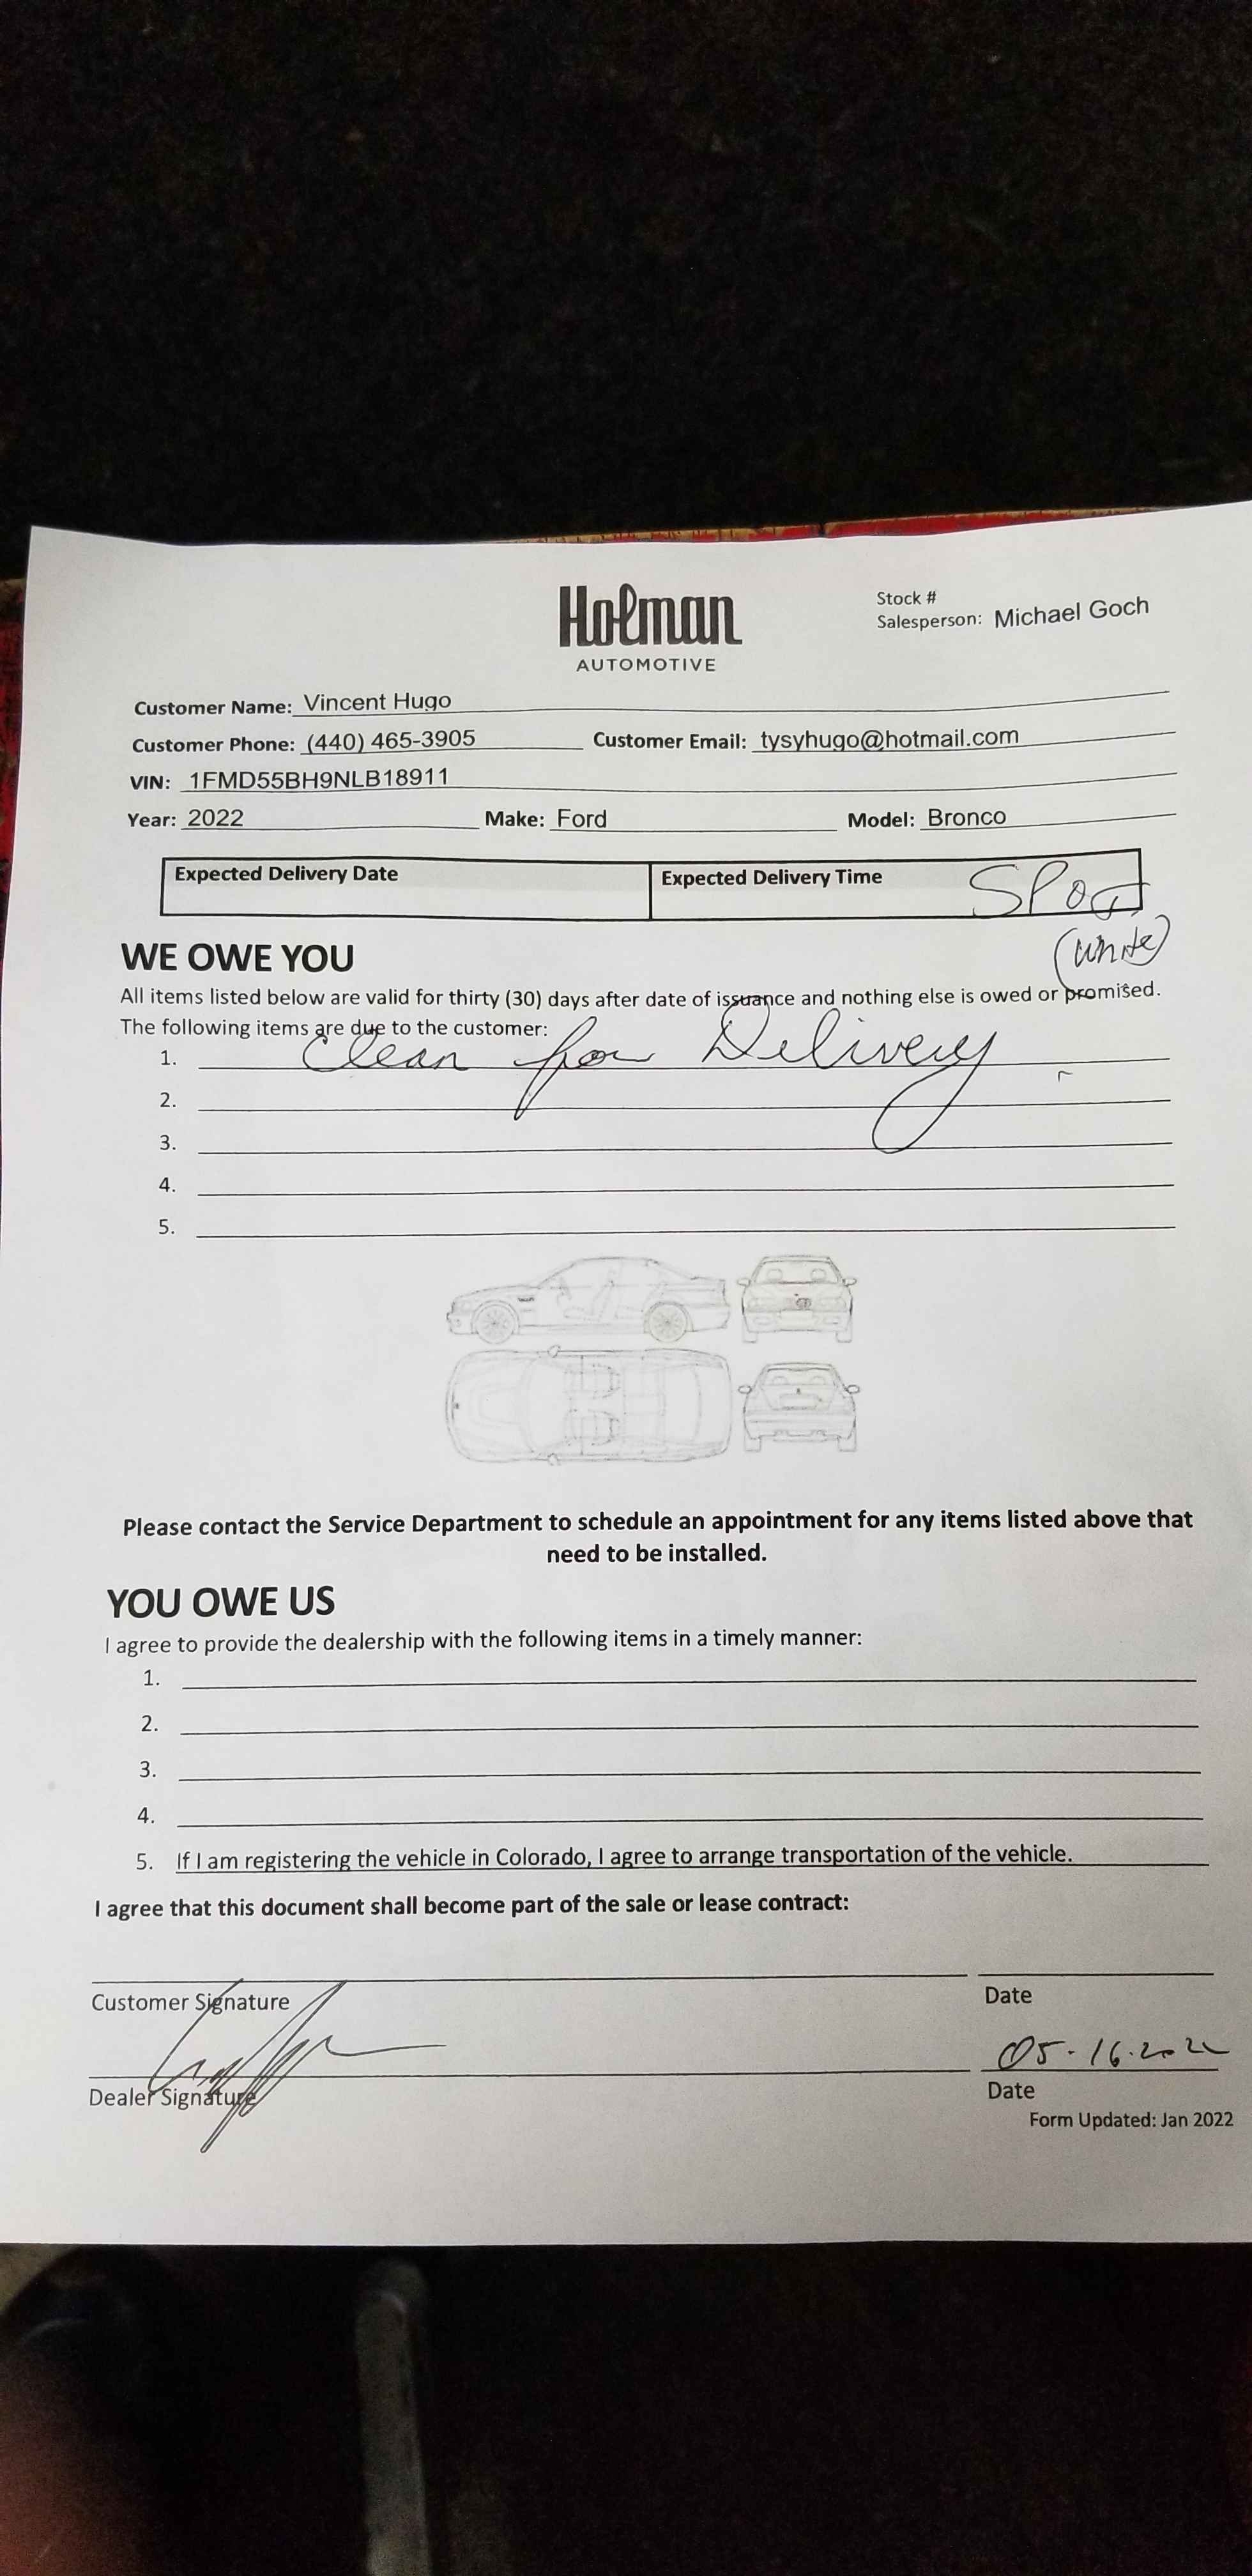 Holman
AUTOMOTIVE
Stock #
Salesperson: Michael Goch
Customer Name: Vincent Hugo
Customer Phone: (440) 465-3905 Customer Email: tysyhugo@hotmail.com
VIN: 1FMD55BH9NLB18911
Year: 2022 Make: Ford Model: Bronco
Expected Delivery Date Expected Delivery Time SPOT
(White)
WE OWE YOU
All items listed below are valid for thirty (30) days after date of issuance and nothing else is owed or promised.
The following items are due to the customer:
1. Clean for Delivery
2.
3.
4.
5.
Please contact the Service Department to schedule an appointment for any items listed above that
need to be installed.
YOU OWE US
I agree to provide the dealership with the following items in a timely manner:
1.
2.
3.
4.
5. If I am registering the vehicle in Colorado, I agree to arrange transportation of the vehicle.
I agree that this document shall become part of the sale or lease contract:
Customer Signature Date
05-16-2022
Dealer Signature Date
Form Updated: Jan 2022